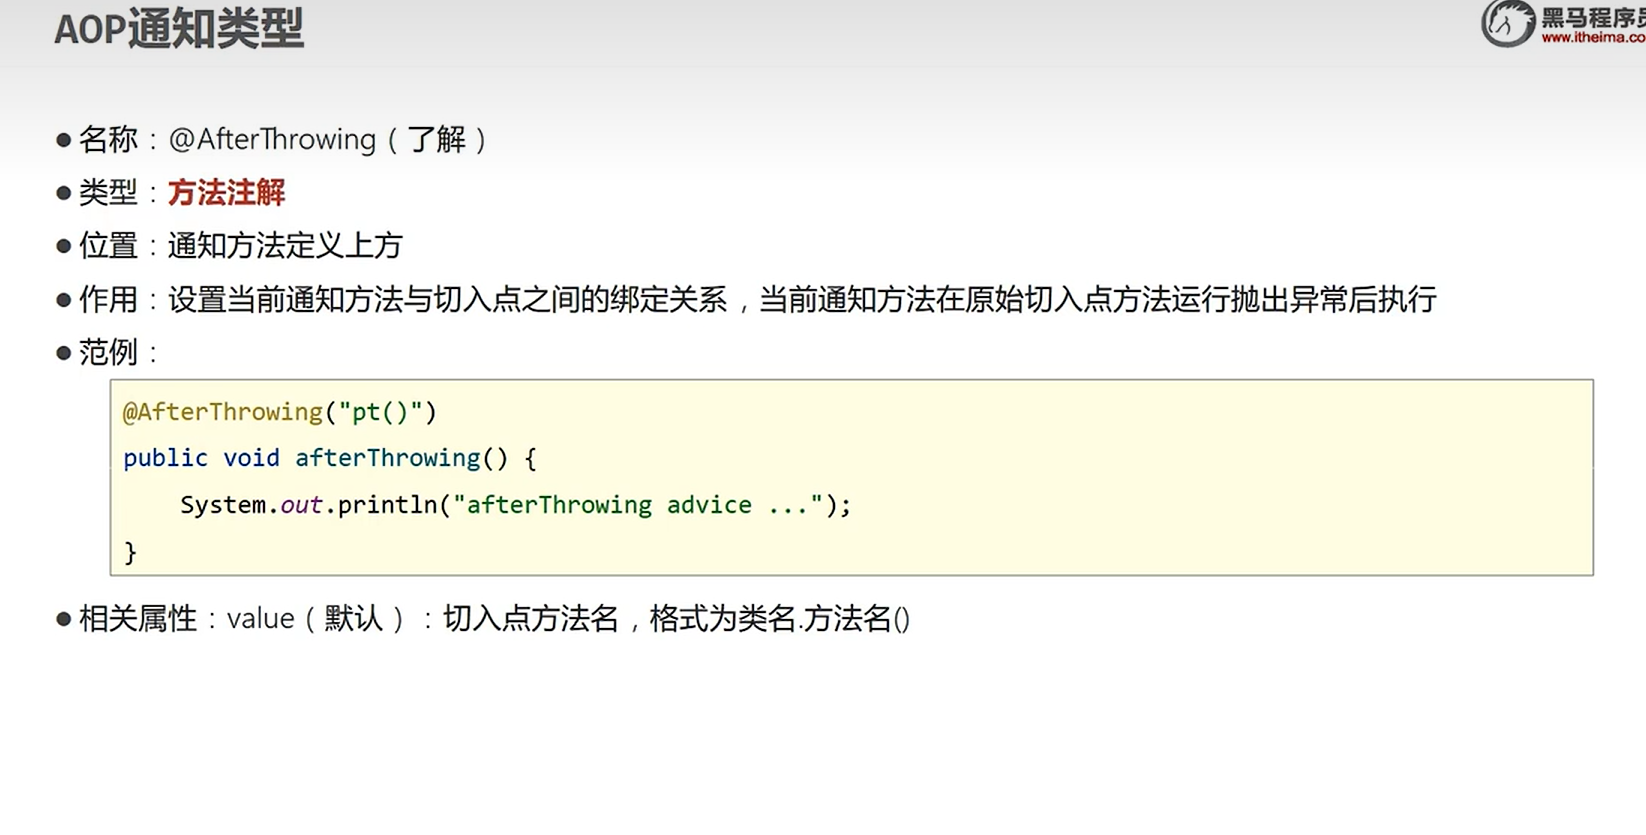 AOP通知类型
黑马程序员
www.itheima.co
● 名称：@AfterThrowing（了解）
● 类型：方法注解
● 位置：通知方法定义上方
● 作用：设置当前通知方法与切入点之间的绑定关系，当前通知方法在原始切入点方法运行抛出异常后执行
● 范例：
@AfterThrowing("pt()")
public void afterThrowing() {
    System.out.println("afterThrowing advice ...");
}
● 相关属性：value（默认）：切入点方法名，格式为类名.方法名()